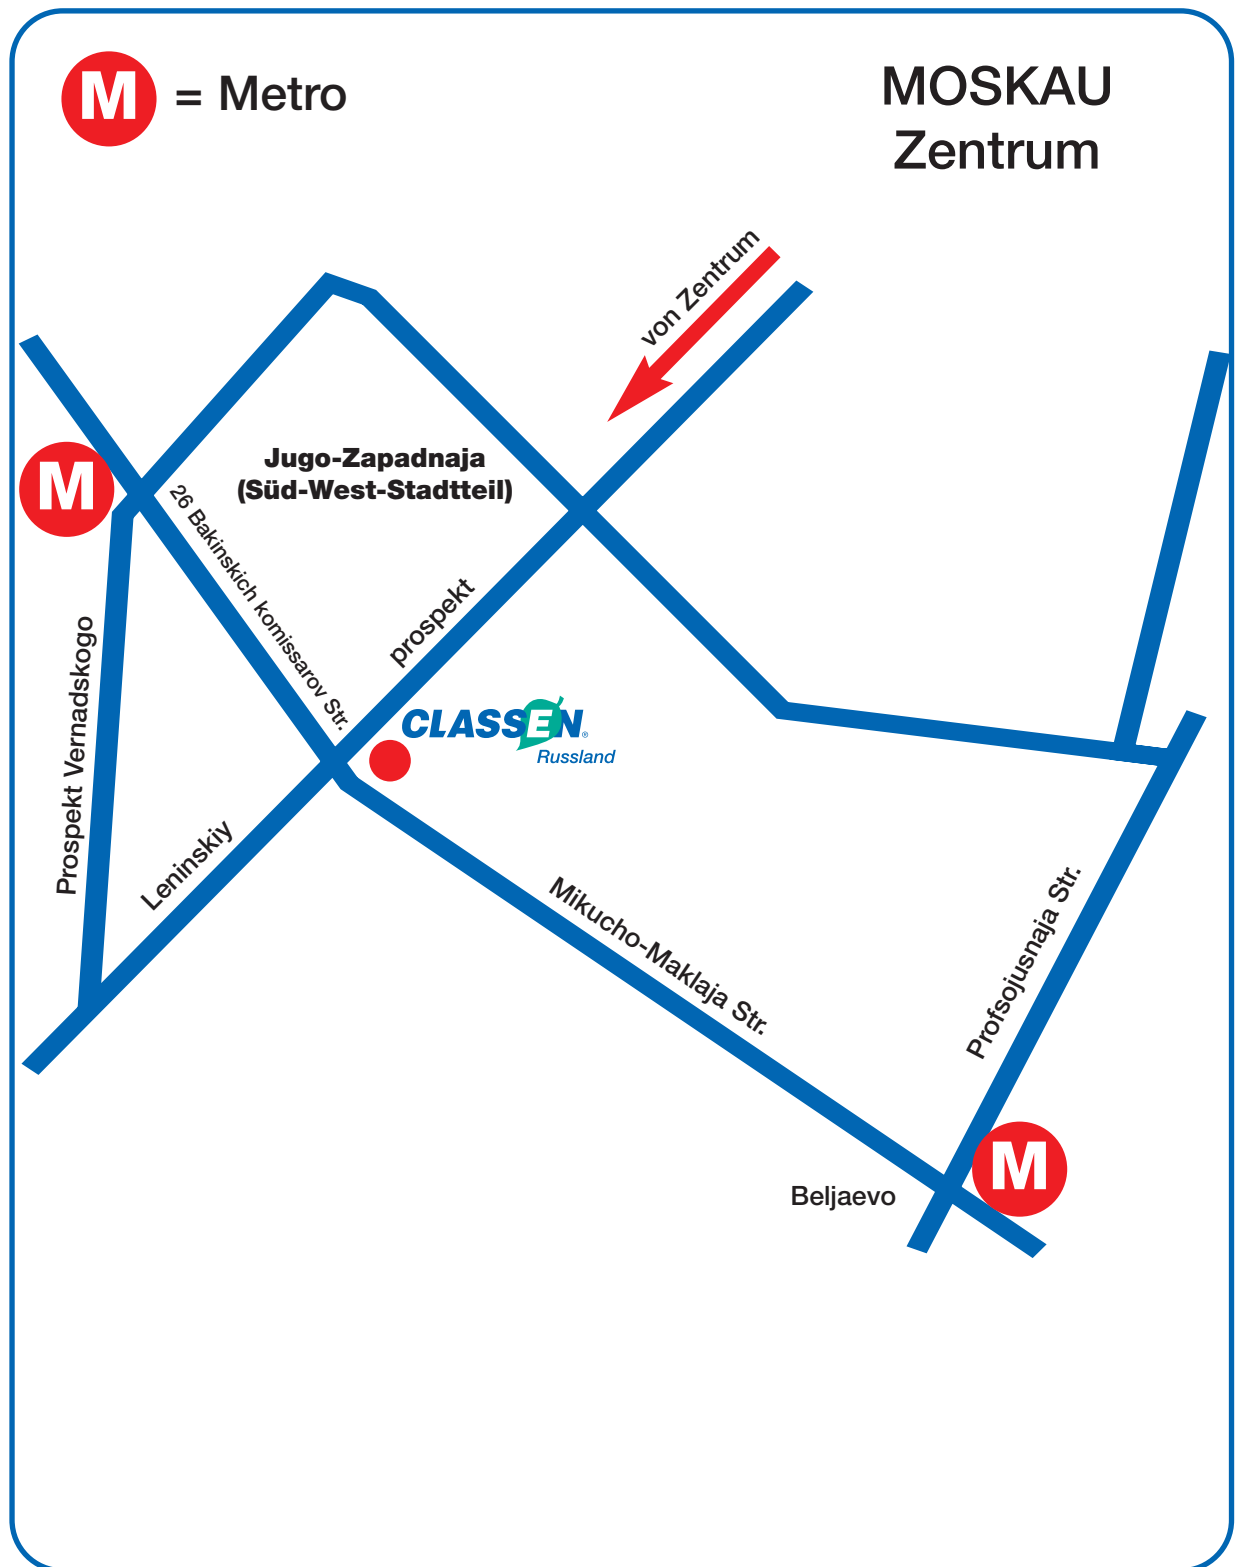 M = Metro
MOSKAU
Zentrum
von Zentrum
Jugo-Zapadnaja
(Süd-West-Stadtteil)
M
26 Bakinskich komissarov Str.
prospekt
Prospekt Vernadskogo
CLASSEN®
Russland
Leninskiy
Mikucho-Maklaja Str.
Profsojusnaja Str.
M
Beljaevo